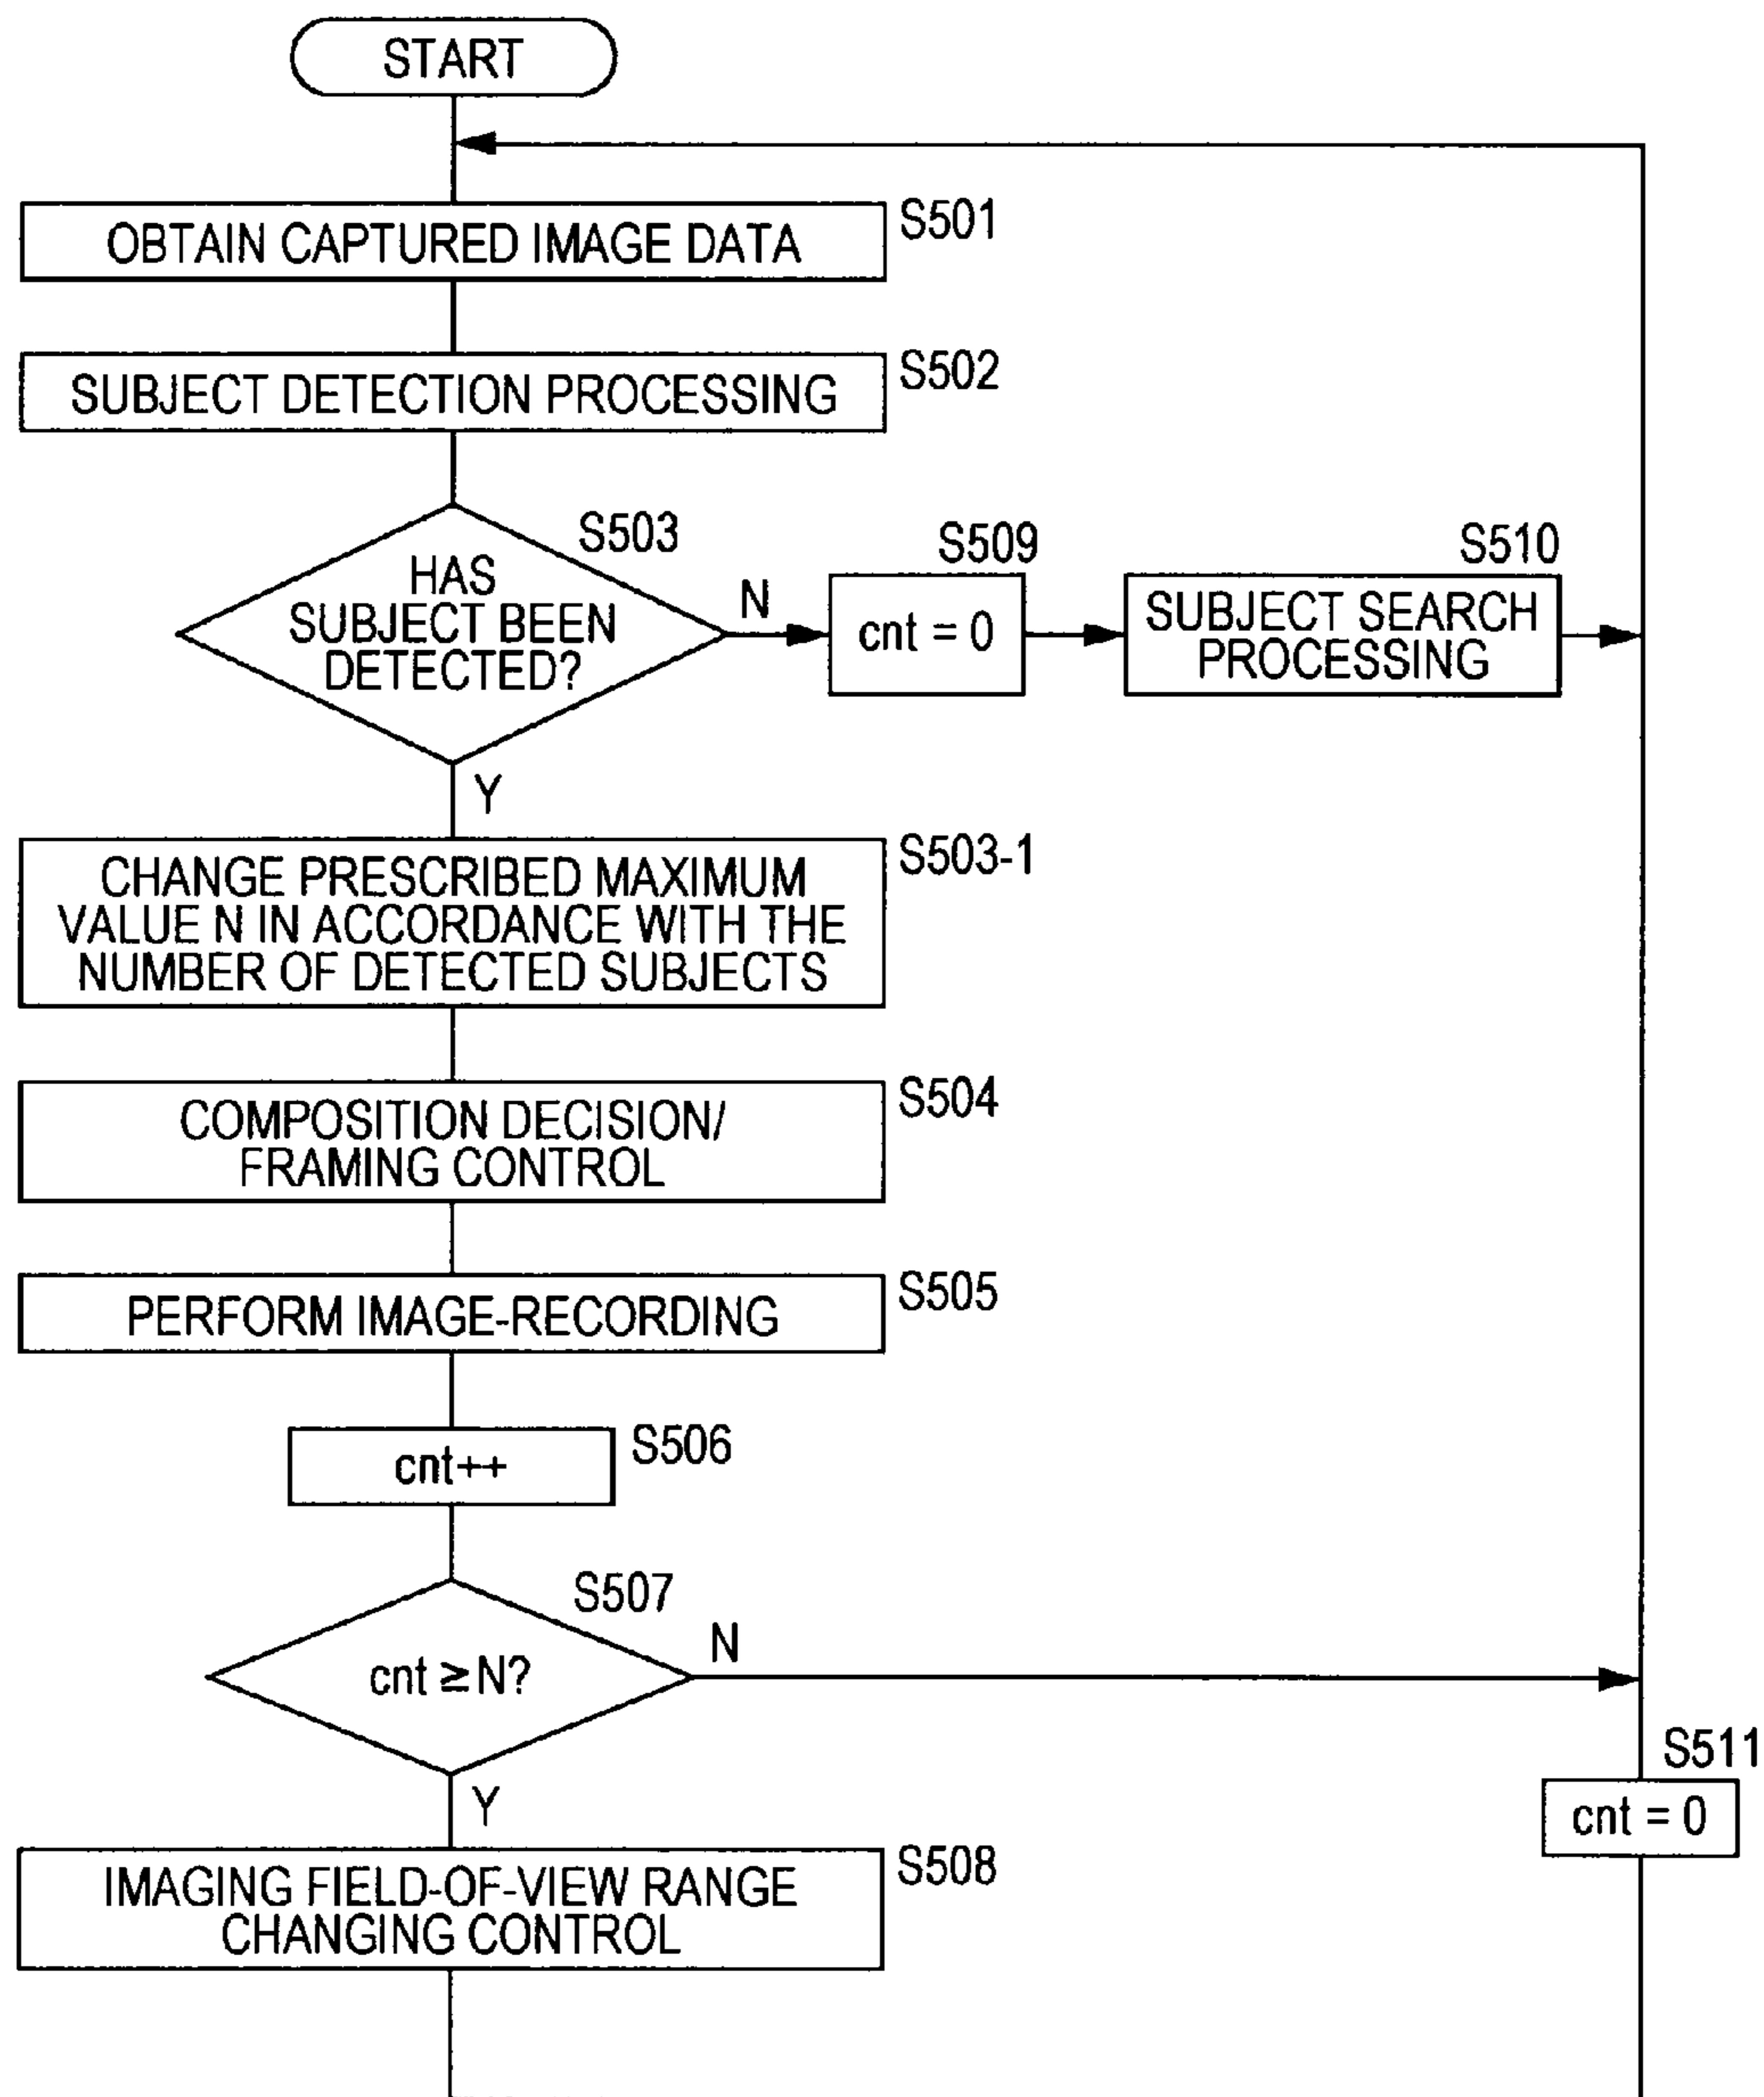 START
OBTAIN CAPTURED IMAGE DATA
S501
SUBJECT DETECTION PROCESSING
S502
S503
HAS
SUBJECT BEEN
DETECTED?
N
S509
cnt = 0
S510
SUBJECT SEARCH
PROCESSING
Y
CHANGE PRESCRIBED MAXIMUM
VALUE N IN ACCORDANCE WITH THE
NUMBER OF DETECTED SUBJECTS
S503-1
COMPOSITION DECISION/
FRAMING CONTROL
S504
PERFORM IMAGE-RECORDING
S505
cnt++
S506
S507
cnt ≥ N?
N
S511
cnt = 0
Y
IMAGING FIELD-OF-VIEW RANGE
CHANGING CONTROL
S508